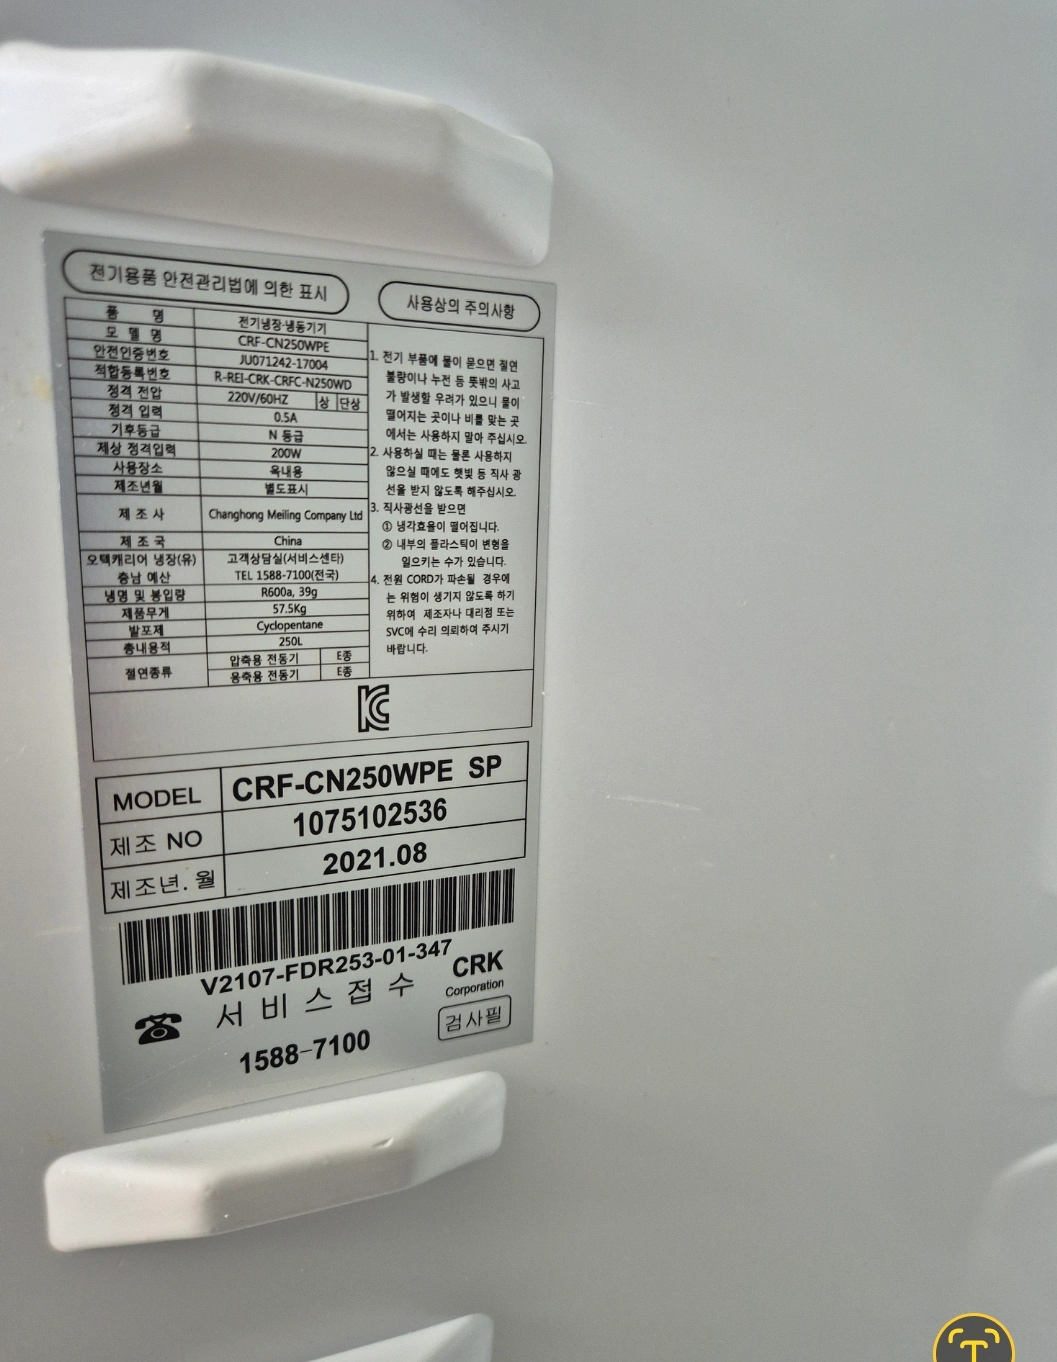 전기용품 안전관리법에 의한 표시
품 명 전기냉장·냉동기기
모 델 명 CRF-CN250WPE
안전인증번호 JU071242-17004
적합등록번호 R-REI-CRK-CRFC-N250WD
정격 전압 220V/60HZ 상 단상
정격 입력 0.5A
기후등급 N 등급
제상 정격입력 200W
사용장소 옥내용
제조년월 별도표시
제 조 사 Changhong Meiling Company Ltd
제 조 국 China
오텍캐리어 냉장(유) 고객상담실(서비스센타)
충남 예산 TEL 1588-7100(전국)
냉명 및 봉입량 R600a, 39g
제품무게 57.5Kg
발포제 Cyclopentane
총내용적 250L
절연종류 압축용 전동기 E종
응축용 전동기 E종
사용상의 주의사항
1. 전기 부품에 물이 묻으면 절연
불량이나 누전 등 뜻밖의 사고
가 발생할 우려가 있으니 물이
떨어지는 곳이나 비를 맞는 곳
에서는 사용하지 말아 주십시오.
2. 사용하실 때는 물론 사용하지
않으실 때에도 햇빛 등 직사 광
선을 받지 않도록 해주십시오.
3. 직사광선을 받으면
① 냉각효율이 떨어집니다.
② 내부의 플라스틱이 변형을
일으키는 수가 있습니다.
4. 전원 CORD가 파손될 경우에
는 위험이 생기지 않도록 하기
위하여 제조자나 대리점 또는
SVC에 수리 의뢰하여 주시기
바랍니다.
KC
MODEL CRF-CN250WPE SP
제조 NO 1075102536
제조년. 월 2021.08
V2107-FDR253-01-347
서비스접수 CRK
Corporation
1588-7100 검사필